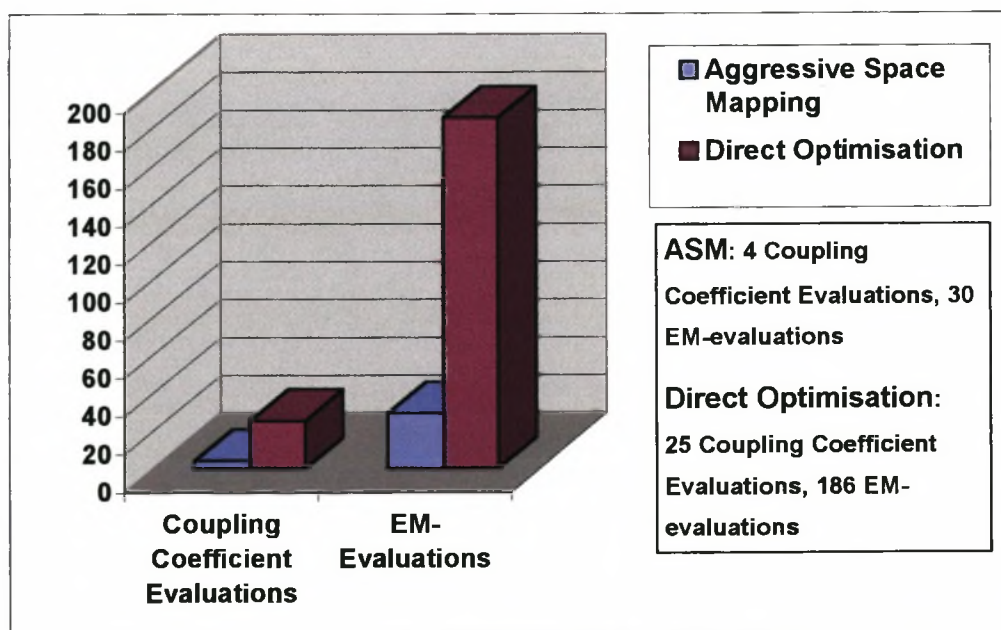 200
180
160
140
120
100
80
60
40
20
0
Coupling
Coefficient
Evaluations
EM-
Evaluations
Aggressive Space
Mapping
Direct Optimisation
ASM: 4 Coupling
Coefficient Evaluations, 30
EM-evaluations
Direct Optimisation:
25 Coupling Coefficient
Evaluations, 186 EM-
evaluations